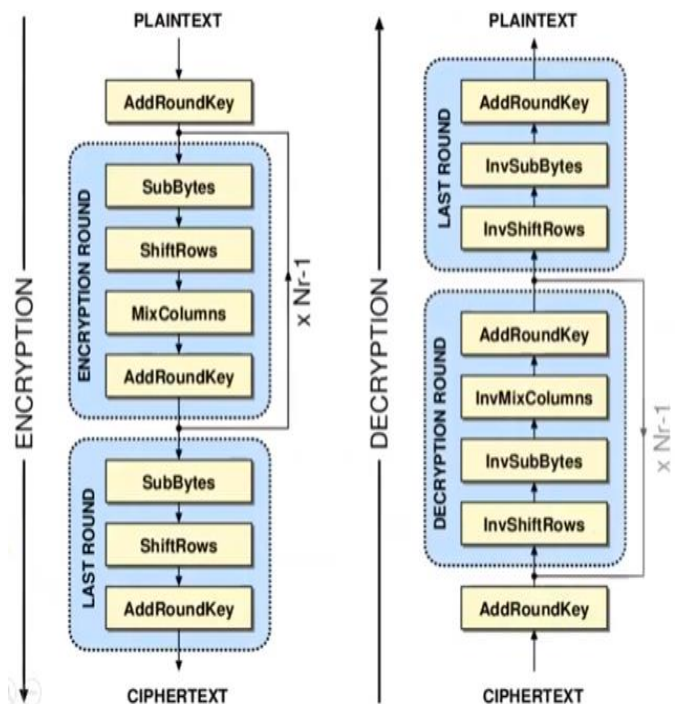 PLAINTEXT
AddRoundKey
ENCRYPTION ROUND
SubBytes
ShiftRows
MixColumns
AddRoundKey
x Nr-1
LAST ROUND
SubBytes
ShiftRows
AddRoundKey
CIPHERTEXT
ENCRYPTION
PLAINTEXT
LAST ROUND
AddRoundKey
InvSubBytes
InvShiftRows
DECRYPTION ROUND
AddRoundKey
InvMixColumns
InvSubBytes
InvShiftRows
x Nr-1
AddRoundKey
CIPHERTEXT
DECRYPTION